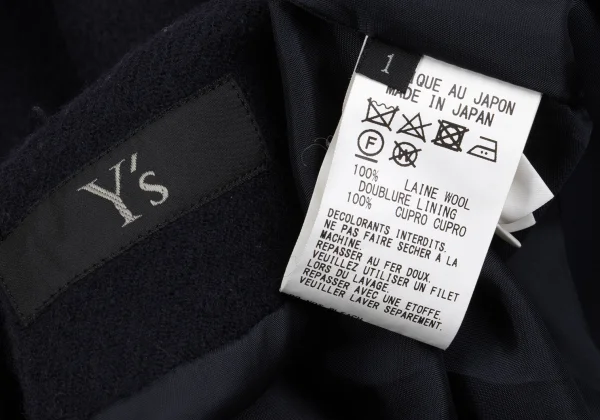 Y's
1
IQUE AU JAPON
MADE IN JAPAN
F
W
100% LAINE WOOL
DOUBLURE LINING
100% CUPRO CUPRO
DECOLORANTS INTERDITS.
NE PAS FAIRE SECHER A LA
MACHINE.
REPASSER AU FER DOUX.
VEUILLEZ UTILISER UN FILET
LORS DU LAVAGE.
REPASSER AVEC UNE ETOFFE.
VEUILLER LAVER SEPAREMENT.